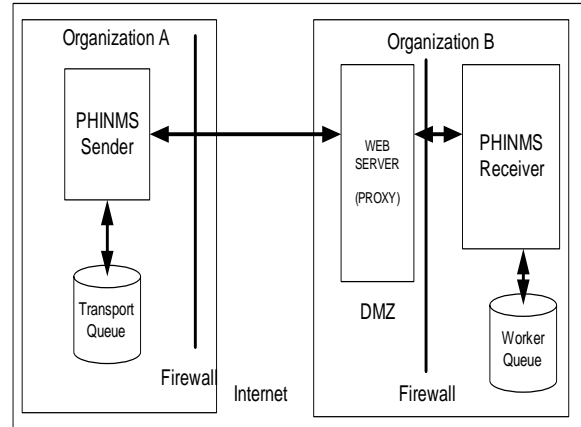 Organization A
PHINMS
Sender
Transport
Queue
Firewall
Internet
Organization B
WEB
SERVER
(PROXY)
DMZ
PHINMS
Receiver
Firewall
Worker
Queue